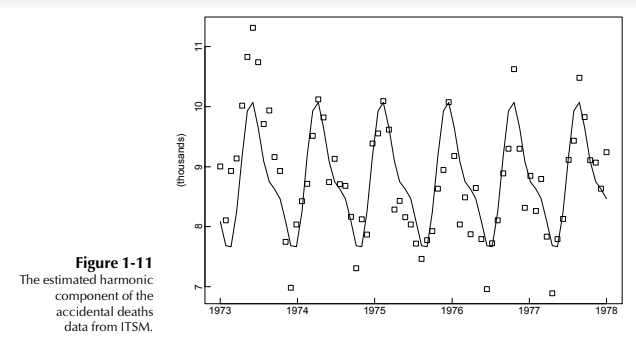 11
10
9
8
7
(thousands)
1973
1974
1975
1976
1977
1978
Figure 1-11
The estimated harmonic
component of the
accidental deaths
data from ITSM.